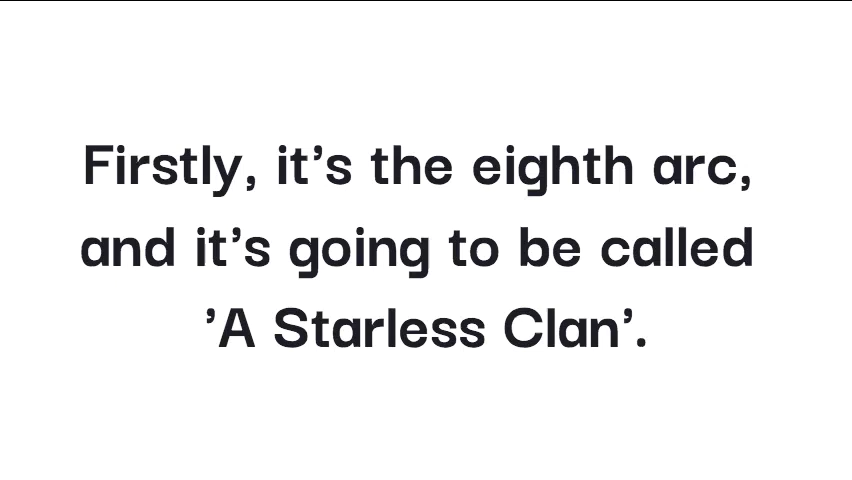 Firstly, it’s the eighth arc,
and it’s going to be called
’A Starless Clan’.